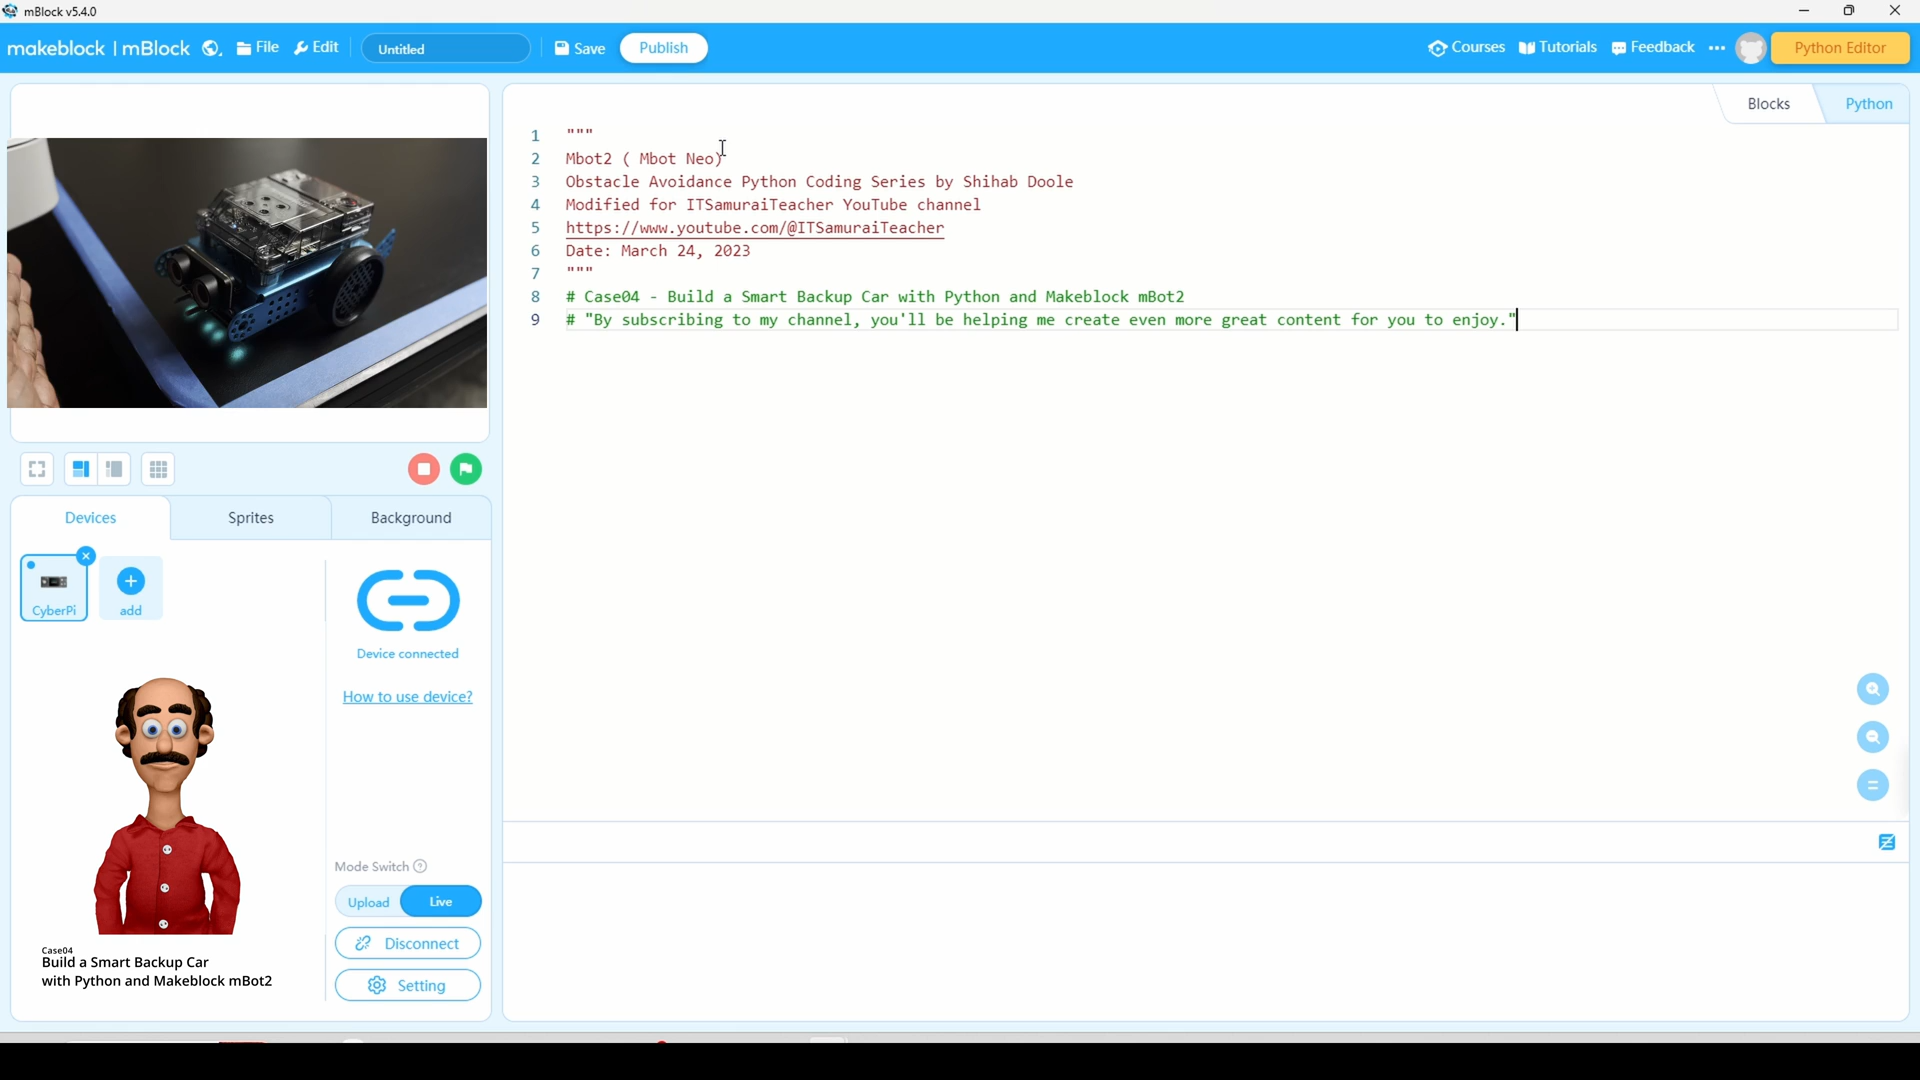 mBlock v5.4.0
makeblock | mBlock File Edit Untitled Save Publish Courses Tutorials Feedback Python Editor
Blocks Python
1 """
2 Mbot2 ( Mbot Neo)
3 Obstacle Avoidance Python Coding Series by Shihab Doole
4 Modified for ITSamuraiTeacher YouTube channel
5 https://www.youtube.com/@ITSamuraiTeacher
6 Date: March 24, 2023
7 """
8 # Case04 - Build a Smart Backup Car with Python and Makeblock mBot2
9 # "By subscribing to my channel, you'll be helping me create even more great content for you to enjoy."
Devices Sprites Background
CyberPi
add
Device connected
How to use device?
Mode Switch
Upload Live
Disconnect
Setting
Case04
Build a Smart Backup Car
with Python and Makeblock mBot2